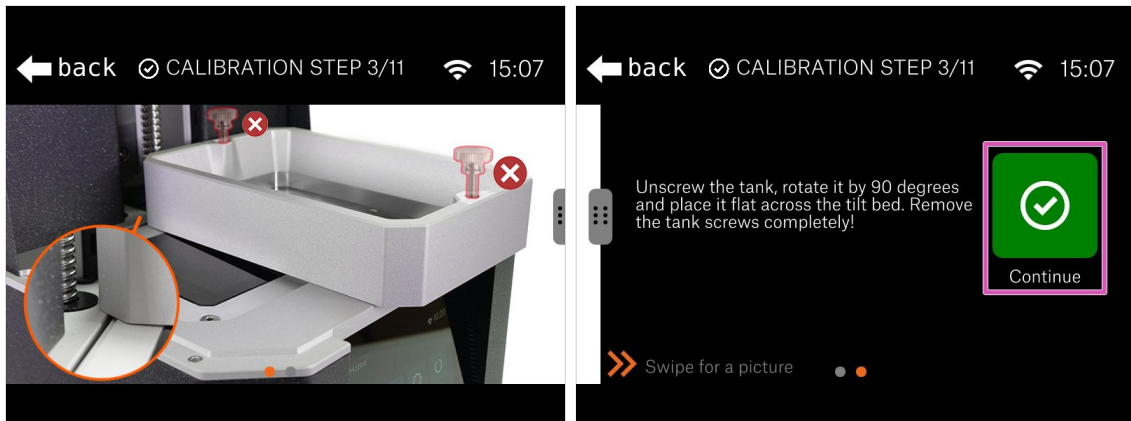 back
CALIBRATION STEP 3/11
15:07
Home
back
CALIBRATION STEP 3/11
15:07
Unscrew the tank, rotate it by 90 degrees
and place it flat across the tilt bed. Remove
the tank screws completely!
Continue
Swipe for a picture